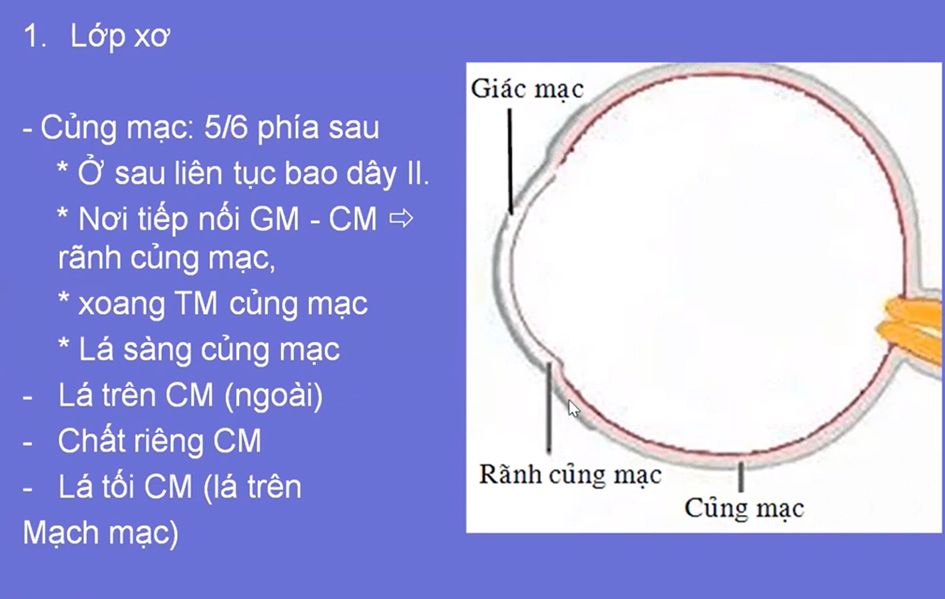 1. Lớp xơ
- Củng mạc: 5/6 phía sau
* Ở sau liên tục bao dây II.
* Nơi tiếp nối GM - CM ⇨
rãnh củng mạc,
* xoang TM củng mạc
* Lá sàng củng mạc
- Lá trên CM (ngoài)
- Chất riêng CM
- Lá tối CM (lá trên
Mạch mạc)
Giác mạc
Rãnh củng mạc
Củng mạc